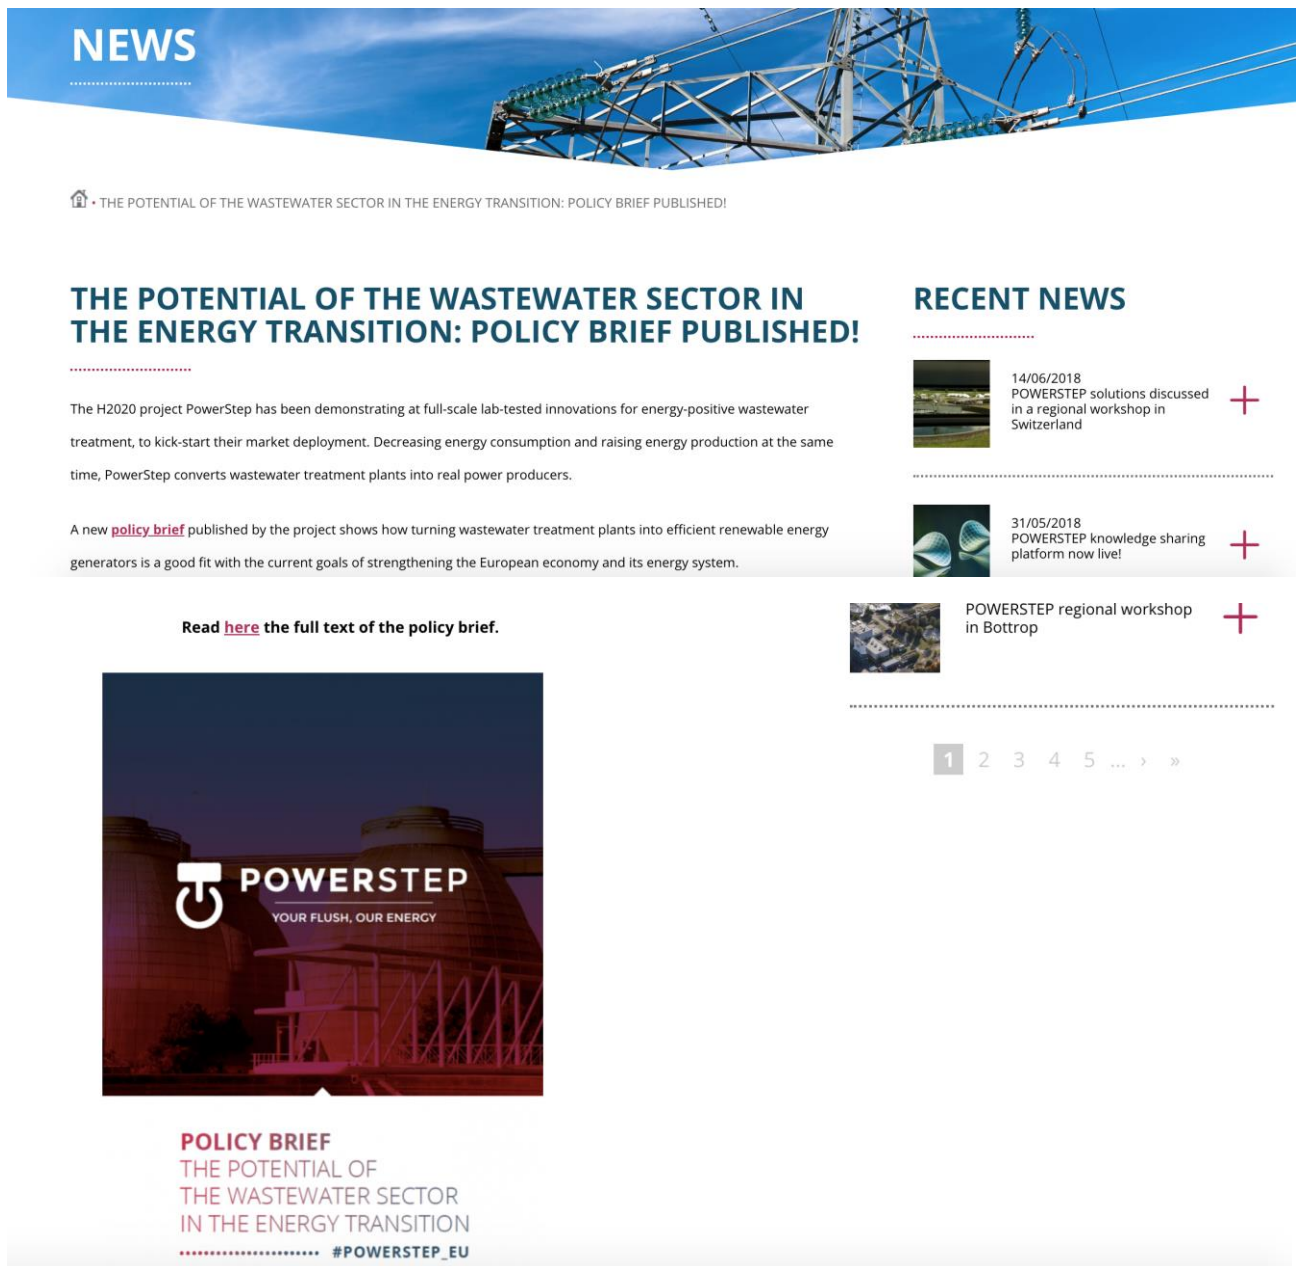 NEWS
• THE POTENTIAL OF THE WASTEWATER SECTOR IN THE ENERGY TRANSITION: POLICY BRIEF PUBLISHED!
THE POTENTIAL OF THE WASTEWATER SECTOR IN
THE ENERGY TRANSITION: POLICY BRIEF PUBLISHED!
The H2020 project PowerStep has been demonstrating at full-scale lab-tested innovations for energy-positive wastewater
treatment, to kick-start their market deployment. Decreasing energy consumption and raising energy production at the same
time, PowerStep converts wastewater treatment plants into real power producers.
A new policy brief published by the project shows how turning wastewater treatment plants into efficient renewable energy
generators is a good fit with the current goals of strengthening the European economy and its energy system.
RECENT NEWS
14/06/2018
POWERSTEP solutions discussed
in a regional workshop in
Switzerland
31/05/2018
POWERSTEP knowledge sharing
platform now live!
Read here the full text of the policy brief.
POWERSTEP regional workshop
in Bottrop
1 2 3 4 5 ... › »
POWERSTEP
YOUR FLUSH, OUR ENERGY
POLICY BRIEF
THE POTENTIAL OF
THE WASTEWATER SECTOR
IN THE ENERGY TRANSITION
#POWERSTEP_EU